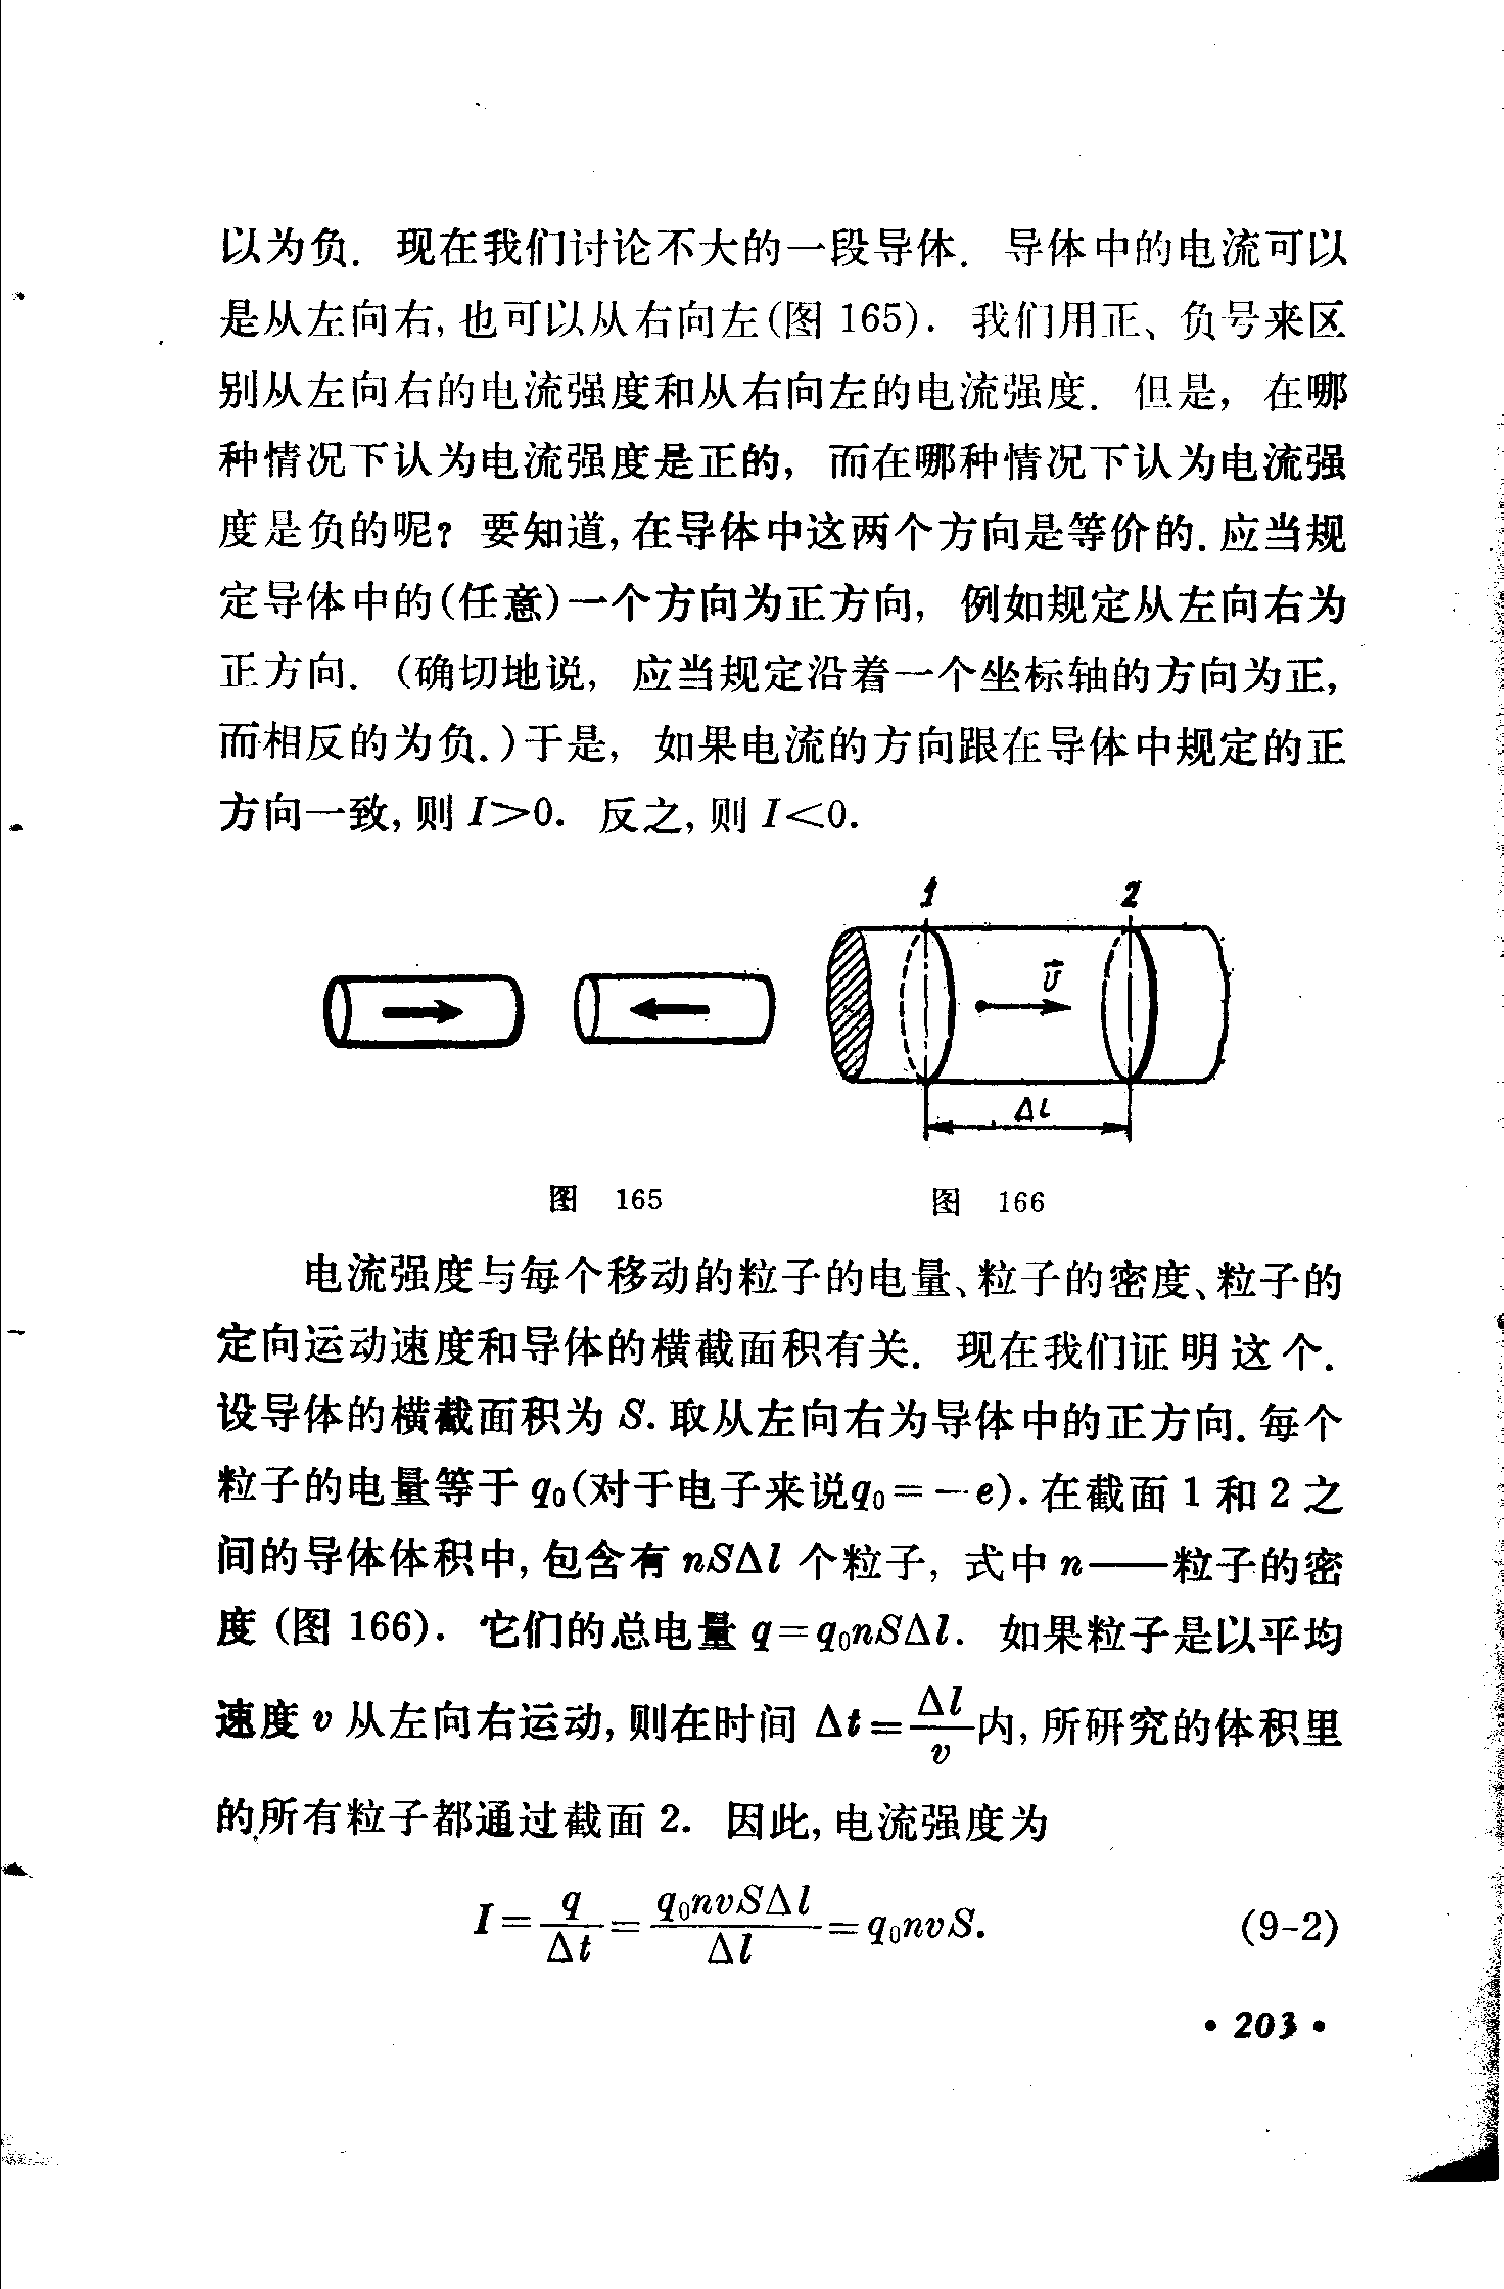 以为负．现在我们讨论不大的一段导体．导体中的电流可以
是从左向右，也可以从右向左(图 165)．我们用正、负号来区
别从左向右的电流强度和从右向左的电流强度．但是，在哪
种情况下认为电流强度是正的，而在哪种情况下认为电流强
度是负的呢？要知道，在导体中这两个方向是等价的．应当规
定导体中的(任意)一个方向为正方向，例如规定从左向右为
正方向．(确切地说，应当规定沿着一个坐标轴的方向为正，
而相反的为负．)于是，如果电流的方向跟在导体中规定的正
方向一致，则 I>0．反之，则 I<0．
1 2
v⃗
Δl
图 165 图 166
电流强度与每个移动的粒子的电量、粒子的密度、粒子的
定向运动速度和导体的横截面积有关．现在我们证明这个．
设导体的横截面积为 S．取从左向右为导体中的正方向．每个
粒子的电量等于 q₀(对于电子来说q₀＝－e)．在截面 1 和 2 之
间的导体体积中，包含有 nSΔl 个粒子，式中 n——粒子的密
度 (图 166)．它们的总电量 q＝q₀nSΔl．如果粒子是以平均
速度 v 从左向右运动，则在时间 Δt＝Δl/v内，所研究的体积里
的所有粒子都通过截面 2．因此，电流强度为
I＝q/Δt＝q₀nvSΔl/Δl＝q₀nvS. (9-2)
• 203 •